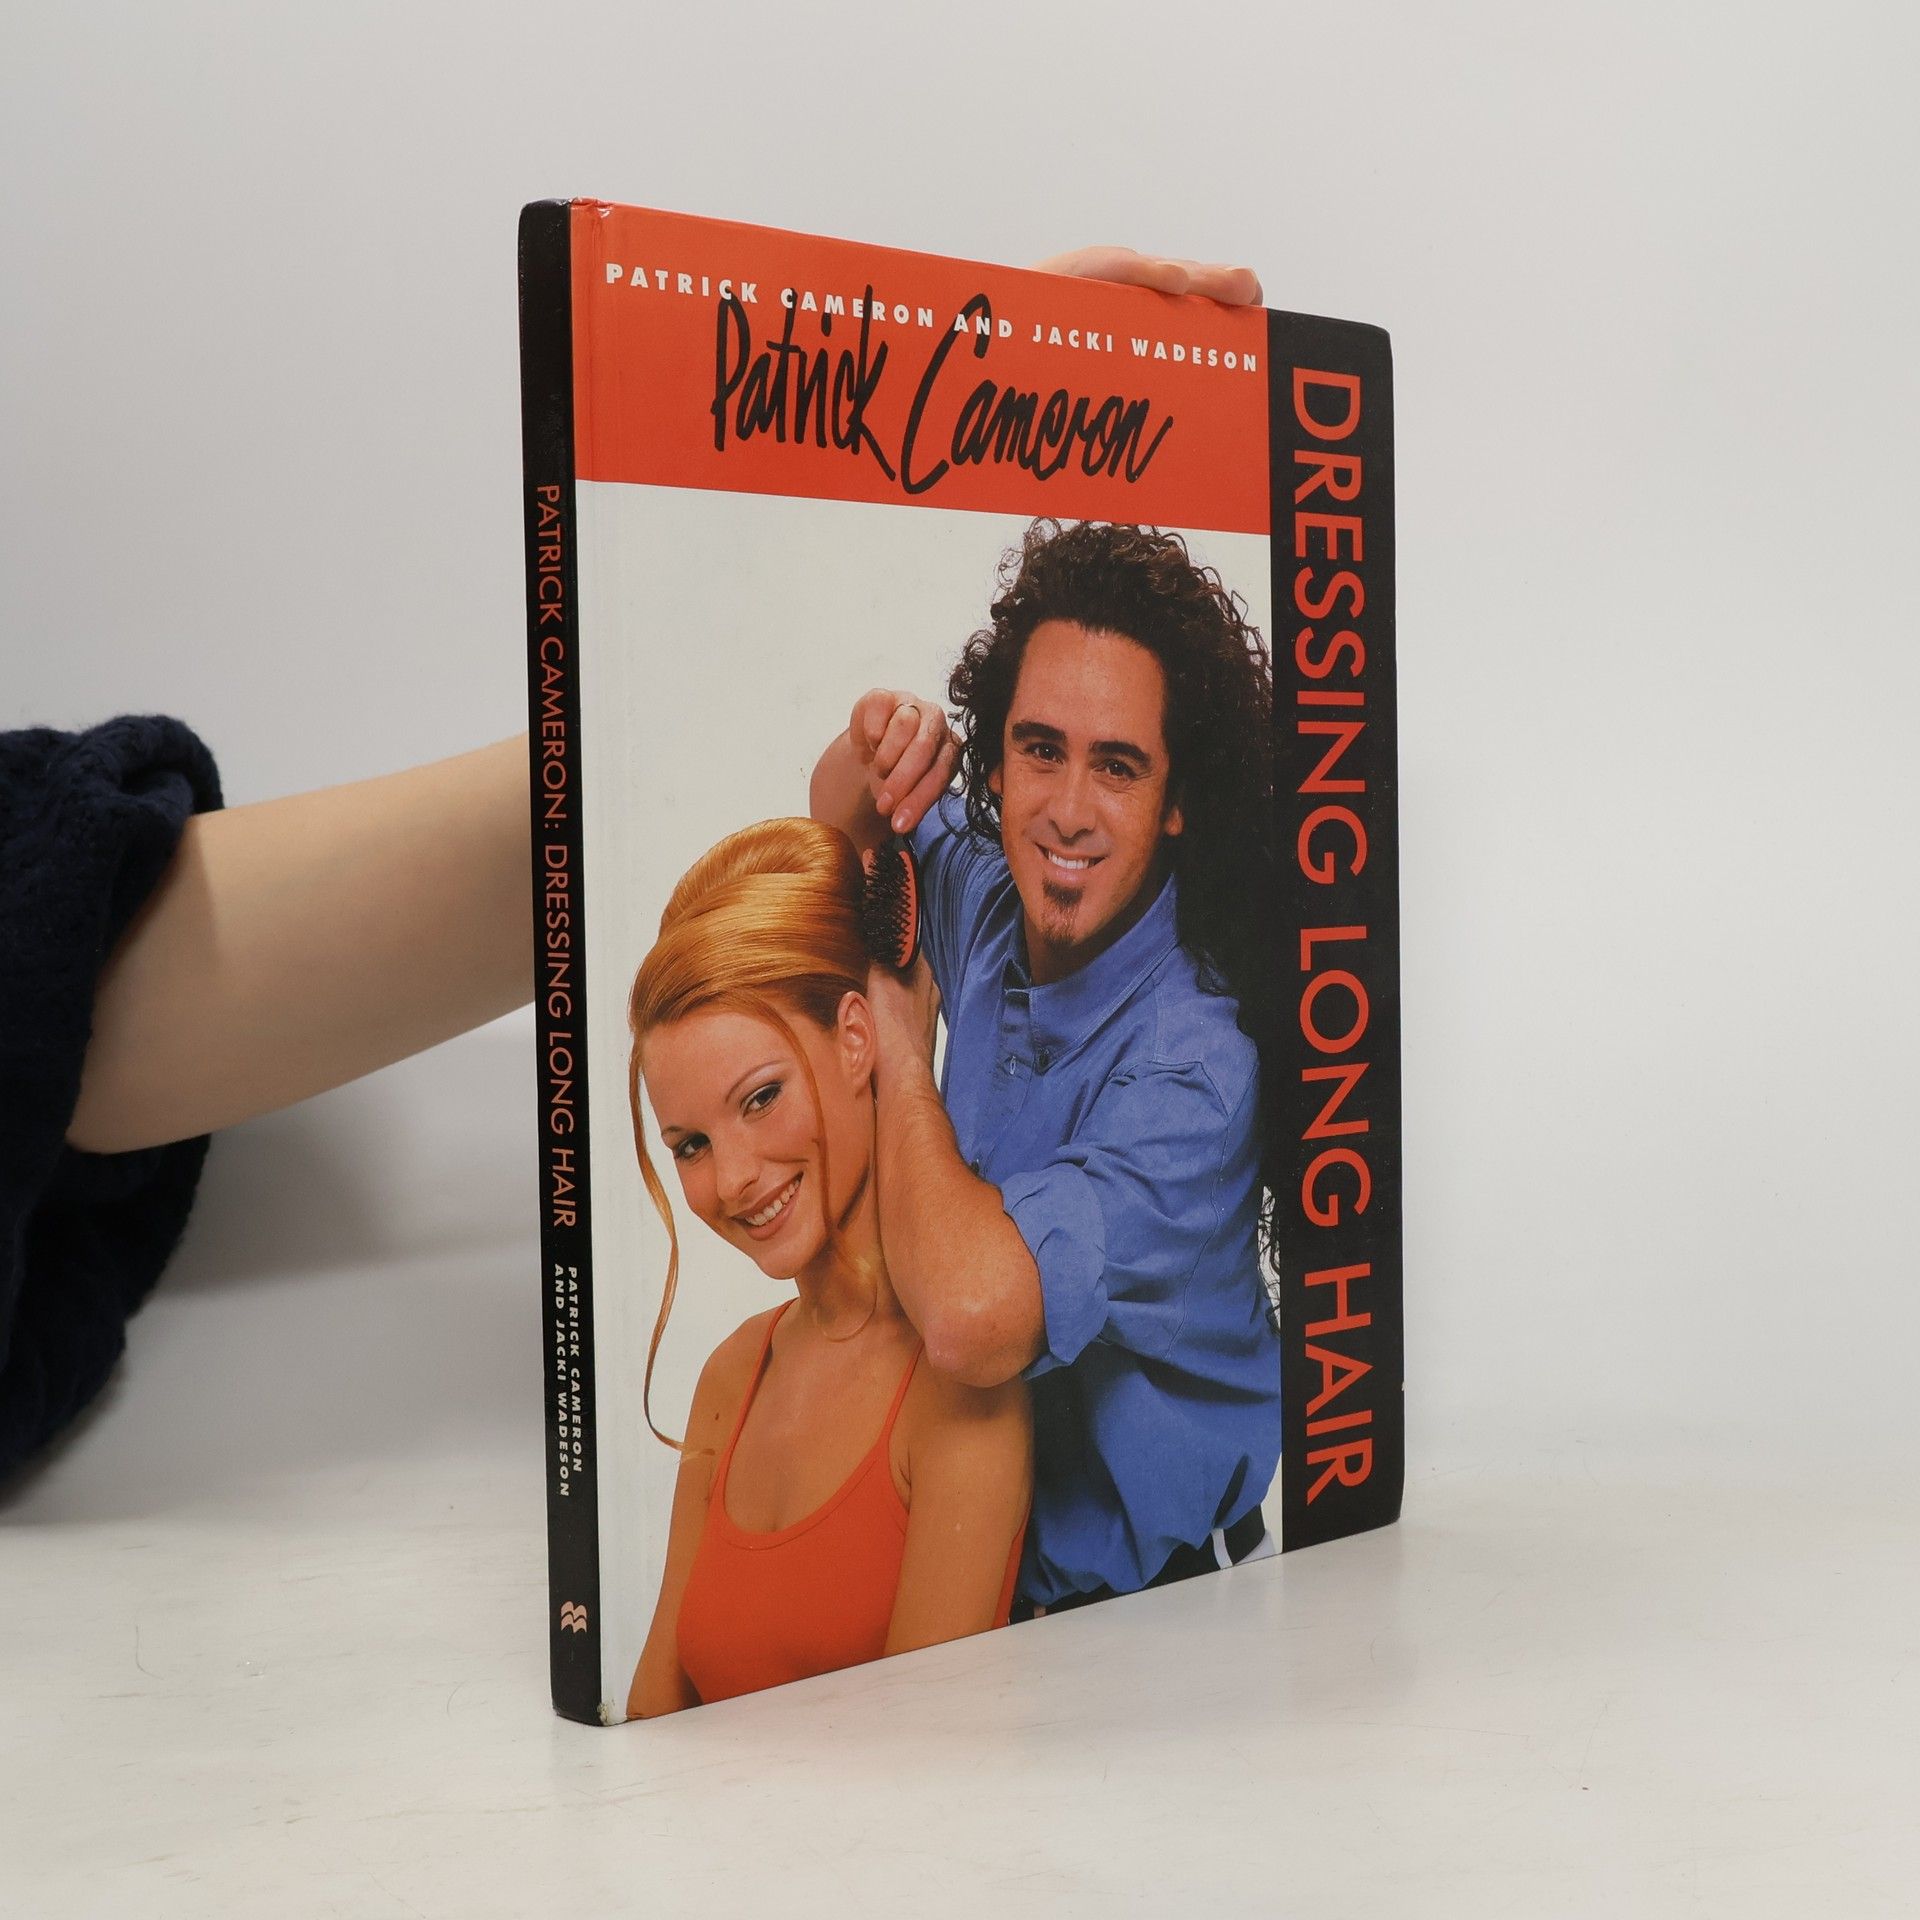 PATRICK CAMERON AND JACKI WADESON
Patrick Cameron
DRESSING LONG HAIR
PATRICK CAMERON: DRESSING LONG HAIR
PATRICK CAMERON
AND JACKI WADESON